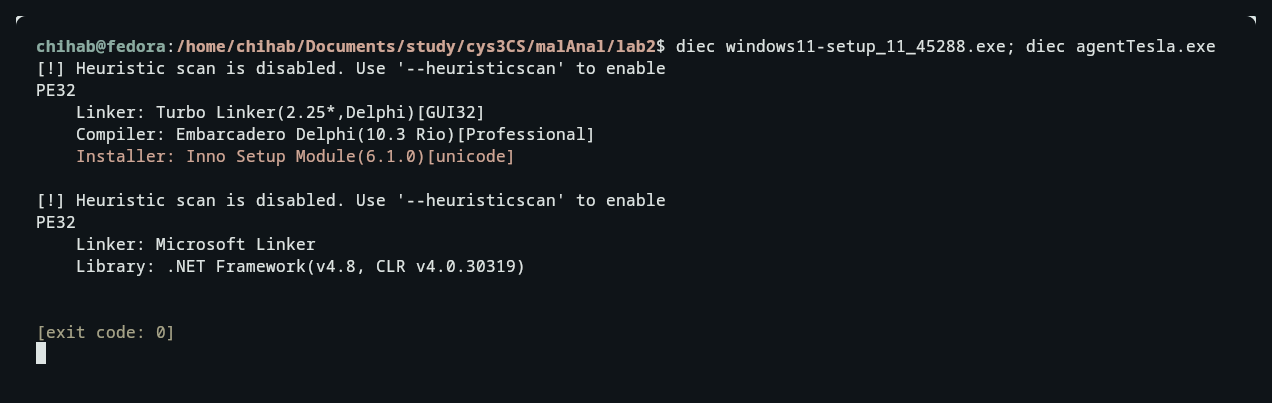 chihab@fedora:/home/chihab/Documents/study/cys3CS/malAnal/lab2$ diec windows11-setup_11_45288.exe; diec agentTesla.exe
[!] Heuristic scan is disabled. Use '--heuristicscan' to enable
PE32
    Linker: Turbo Linker(2.25*,Delphi)[GUI32]
    Compiler: Embarcadero Delphi(10.3 Rio)[Professional]
    Installer: Inno Setup Module(6.1.0)[unicode]
[!] Heuristic scan is disabled. Use '--heuristicscan' to enable
PE32
    Linker: Microsoft Linker
    Library: .NET Framework(v4.8, CLR v4.0.30319)
[exit code: 0]